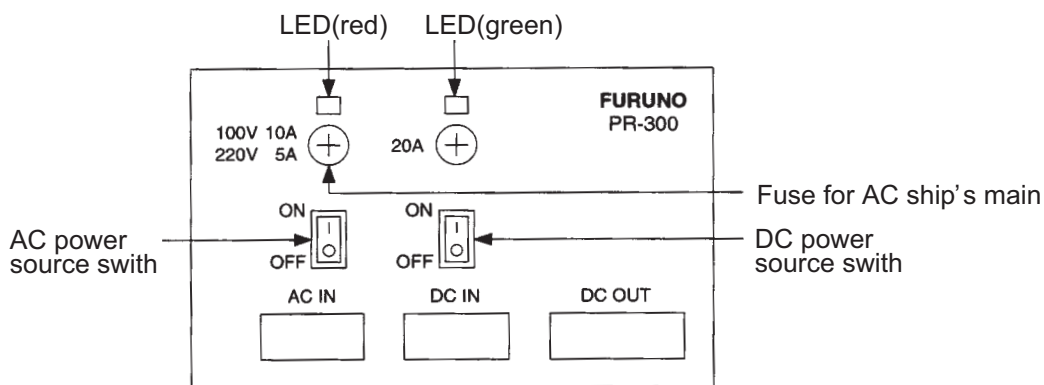 LED(red) LED(green)
FURUNO
PR-300
100V 10A
220V 5A
20A
Fuse for AC ship's main
ON
OFF
ON
OFF
AC power
source swith
DC power
source swith
AC IN
DC IN
DC OUT